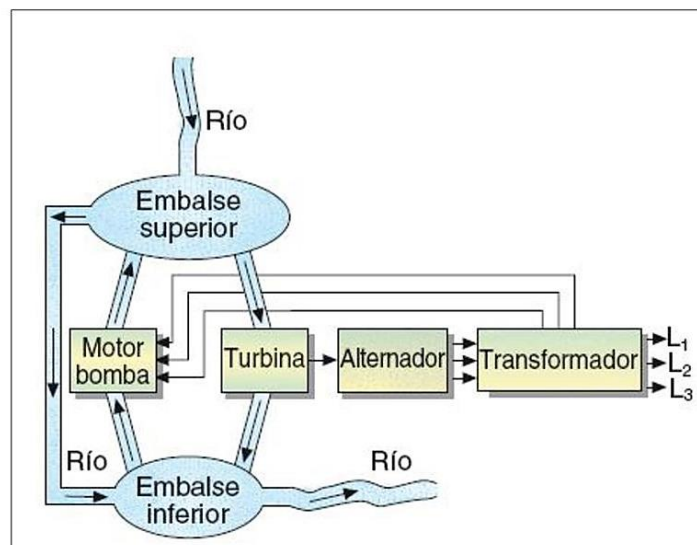 Río
Embalse
superior
Motor
bomba
Turbina
Alternador
Transformador
L₁
L₂
L₃
Río
Embalse
inferior
Río